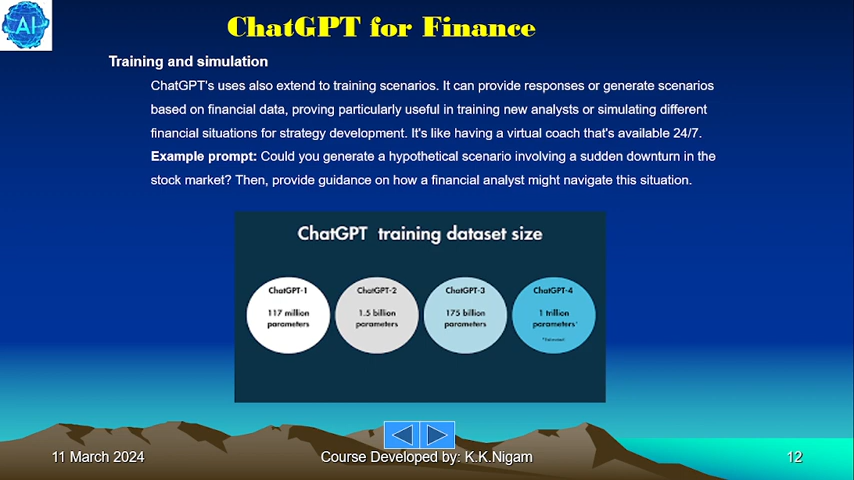 AI
ChatGPT for Finance
Training and simulation
ChatGPT's uses also extend to training scenarios. It can provide responses or generate scenarios
based on financial data, proving particularly useful in training new analysts or simulating different
financial situations for strategy development. It's like having a virtual coach that's available 24/7.
Example prompt: Could you generate a hypothetical scenario involving a sudden downturn in the
stock market? Then, provide guidance on how a financial analyst might navigate this situation.
ChatGPT training dataset size
ChatGPT-1
117 million
parameters
ChatGPT-2
1.5 billion
parameters
ChatGPT-3
175 billion
parameters
ChatGPT-4
1 trillion
parameters*
*Estimated
11 March 2024
Course Developed by: K.K.Nigam
12